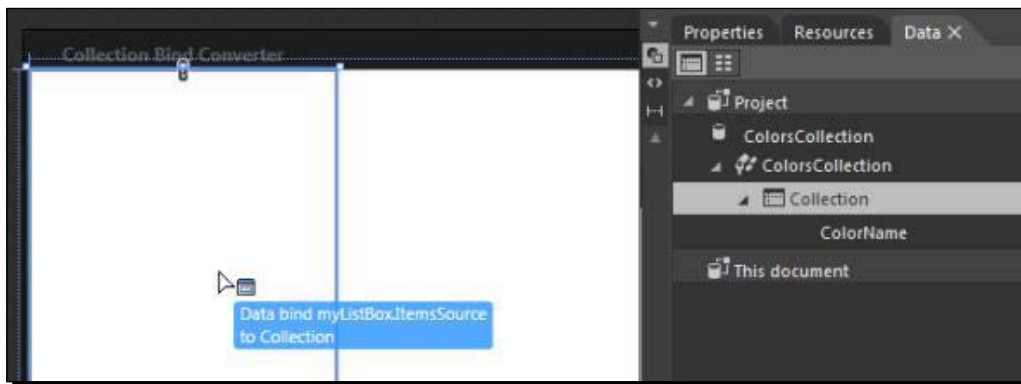 Collection Bind Converter
Data bind myListBox.ItemsSource
to Collection
Properties Resources Data
Project
ColorsCollection
ColorsCollection
Collection
ColorName
This document